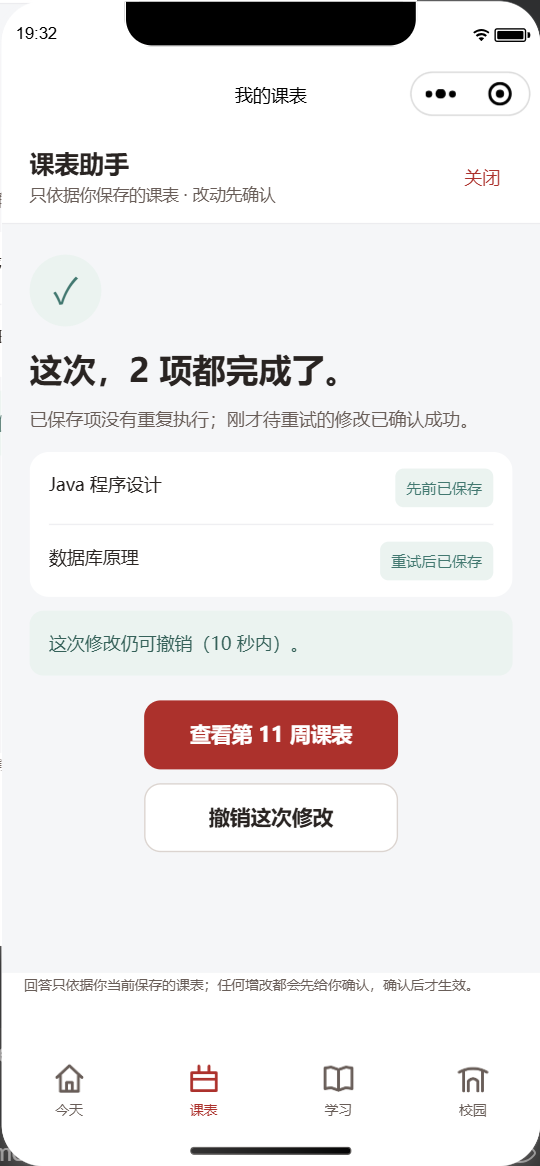 19:32
我的课表
课表助手
关闭
只依据你保存的课表 · 改动先确认
这次，2 项都完成了。
已保存项没有重复执行；刚才待重试的修改已确认成功。
Java 程序设计
先前已保存
数据库原理
重试后已保存
这次修改仍可撤销（10 秒内）。
查看第 11 周课表
撤销这次修改
回答只依据你当前保存的课表；任何增改都会先给你确认，确认后才生效。
今天
课表
学习
校园